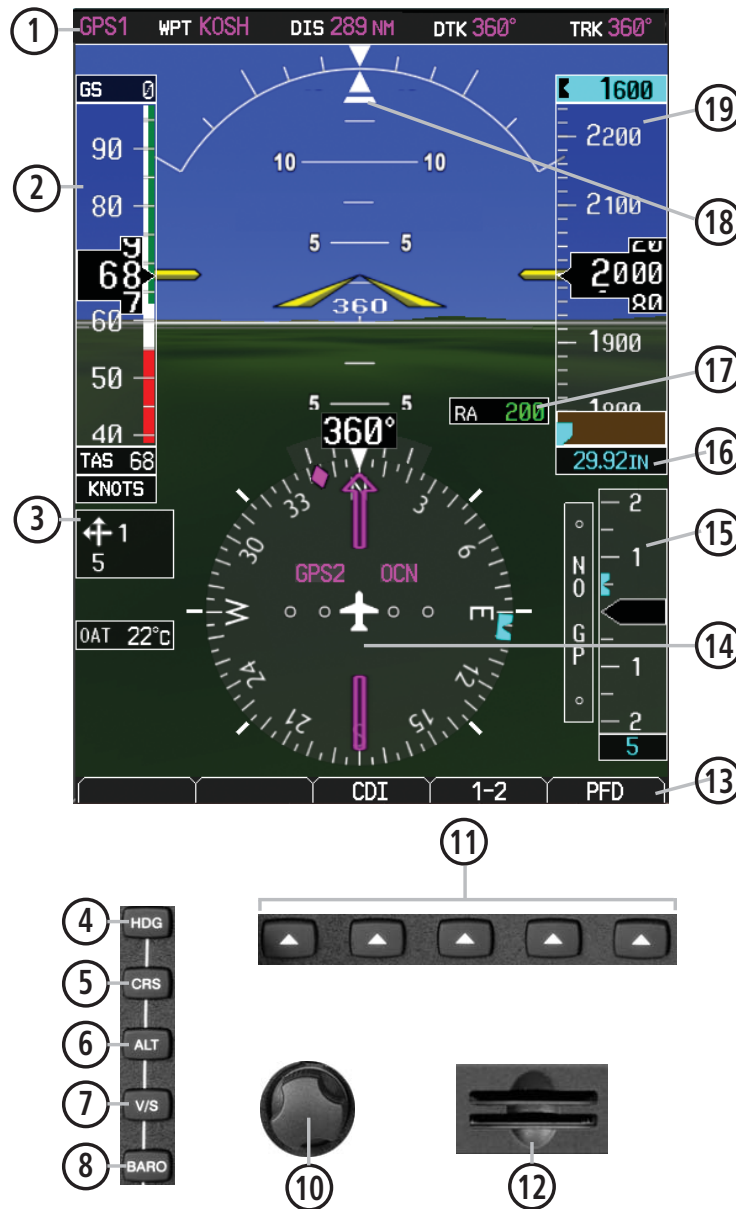 1 GPS1 WPT KOSH DIS 289 NM DTK 360° TRK 360°
GS 0
1600
19
90
2200
2
10 10
80
2100
18
5 5
9
68
7
20
2000
80
360
60
1900
17
50
5 5
RA 200
1800
360°
40
29.92IN
16
TAS 68
KNOTS
3
1
5
N
33 3
30 6
GPS2 OCN
W E
OAT 22°C
24 12
21 15
S
14
2
1
15
NO GP
1
2
5
CDI 1-2 PFD
13
11
4 HDG
5 CRS
6 ALT
7 V/S
8 BARO
10
12